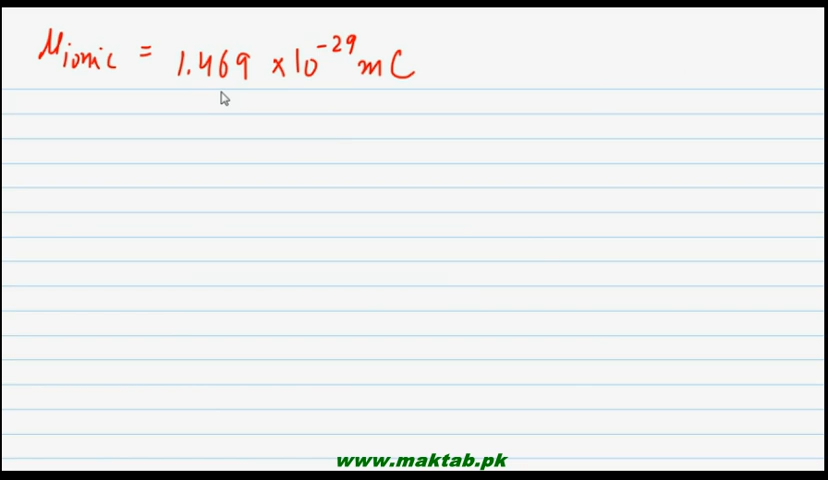 μionic = 1.469 × 10⁻²⁹ mC
www.maktab.pk